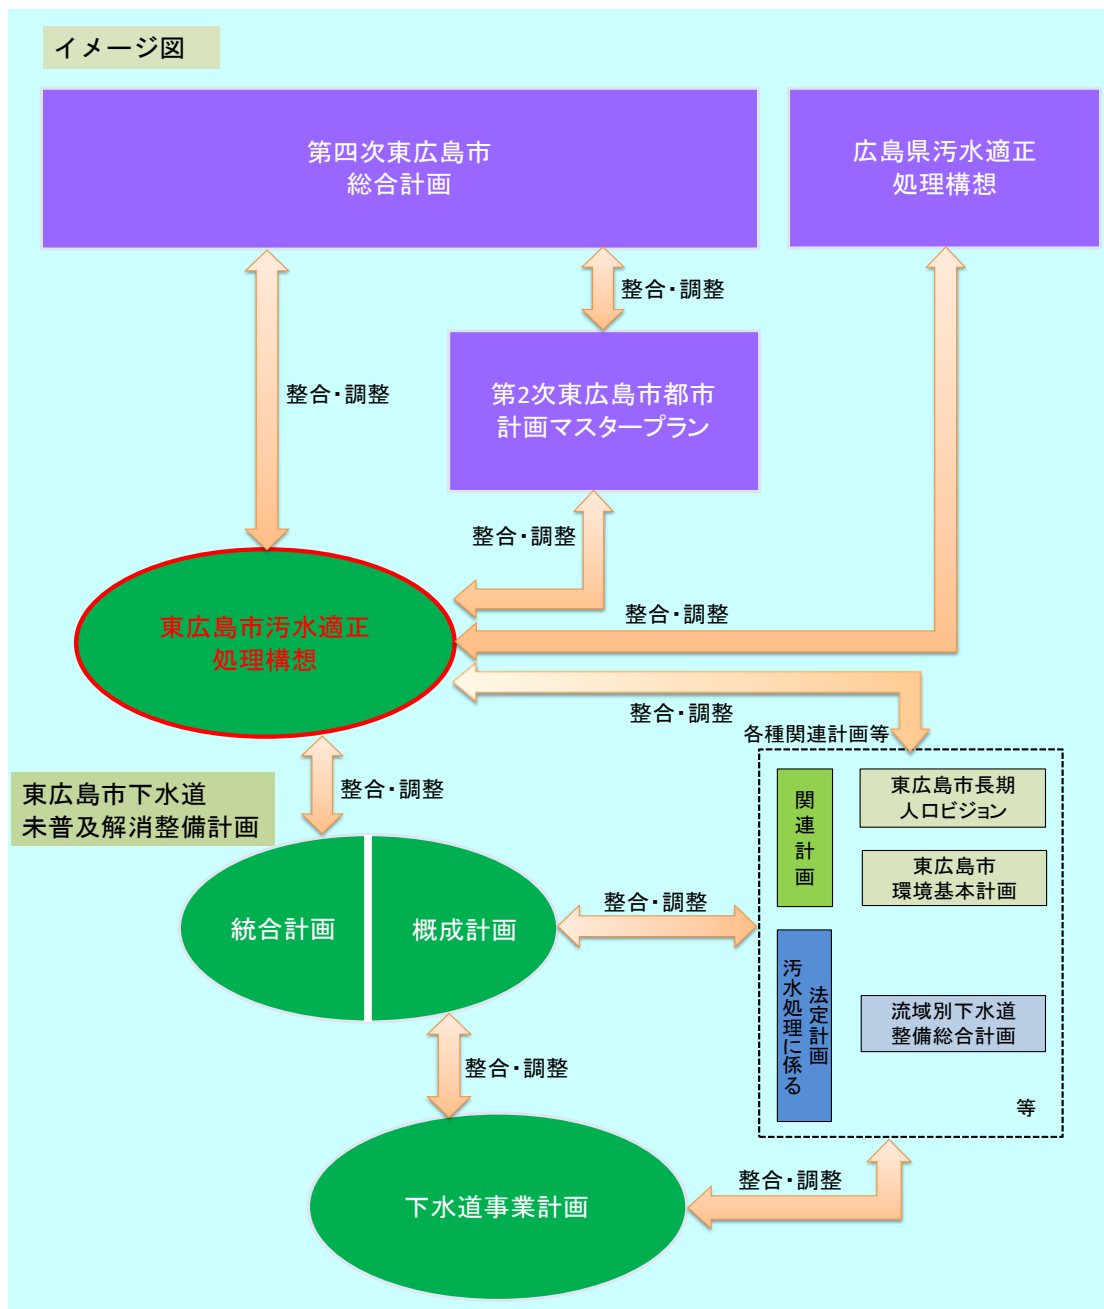 イメージ図
第四次東広島市
総合計画
広島県汚水適正
処理構想
整合・調整
第2次東広島市都市
計画マスタープラン
整合・調整
整合・調整
東広島市汚水適正
処理構想
整合・調整
整合・調整
各種関連計画等
東広島市下水道
未普及解消整備計画
整合・調整
関連計画
東広島市長期
人口ビジョン
東広島市
環境基本計画
統合計画
概成計画
整合・調整
汚水処理に係る
法定計画
流域別下水道
整備総合計画
等
整合・調整
下水道事業計画
整合・調整